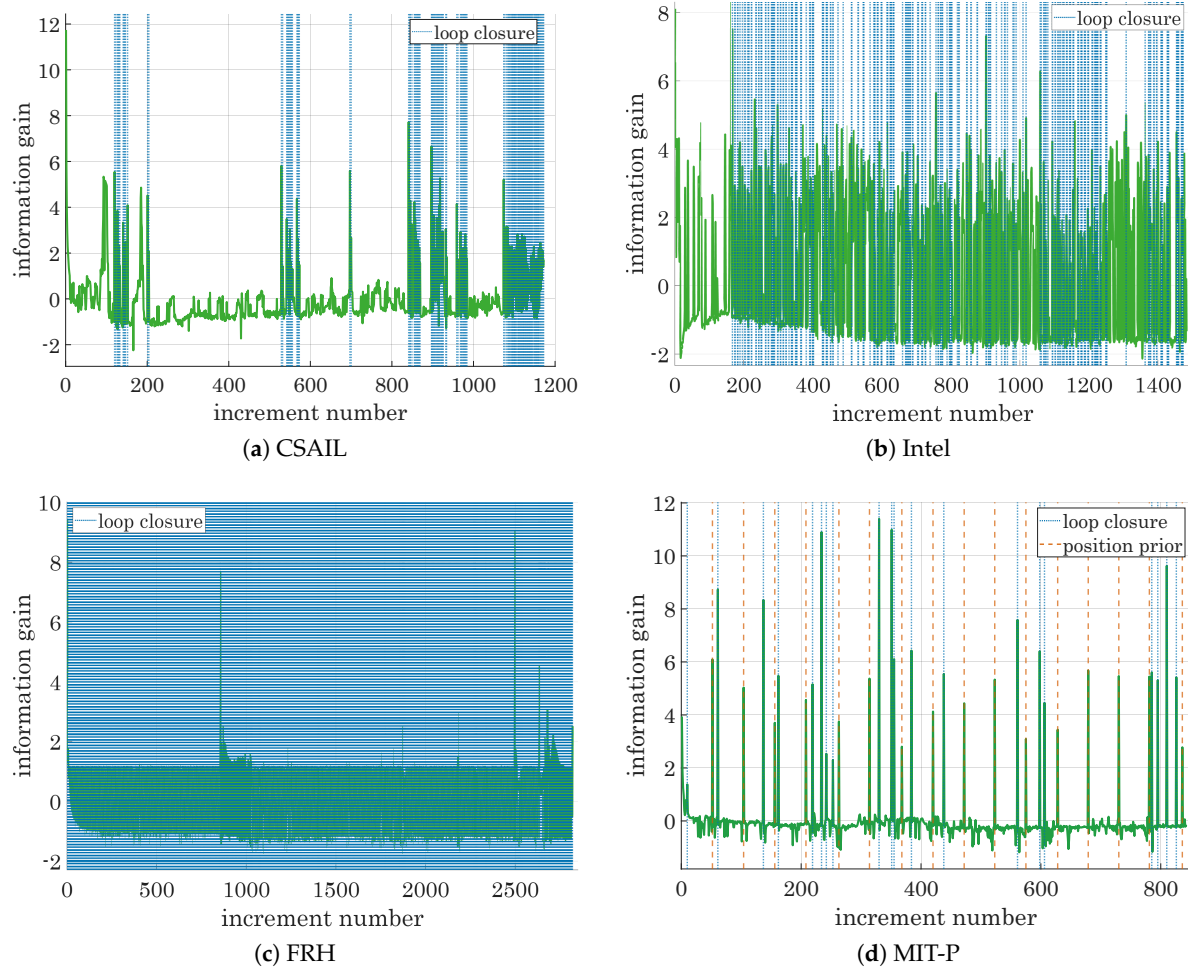 12
10
8
6
4
2
0
-2
information gain
loop closure
0 200 400 600 800 1000 1200
increment number
(a) CSAIL
8
6
4
2
0
-2
information gain
loop closure
0 200 400 600 800 1000 1200 1400
increment number
(b) Intel
10
8
6
4
2
0
-2
information gain
loop closure
0 500 1000 1500 2000 2500
increment number
(c) FRH
12
10
8
6
4
2
0
information gain
loop closure
position prior
0 200 400 600 800
increment number
(d) MIT-P